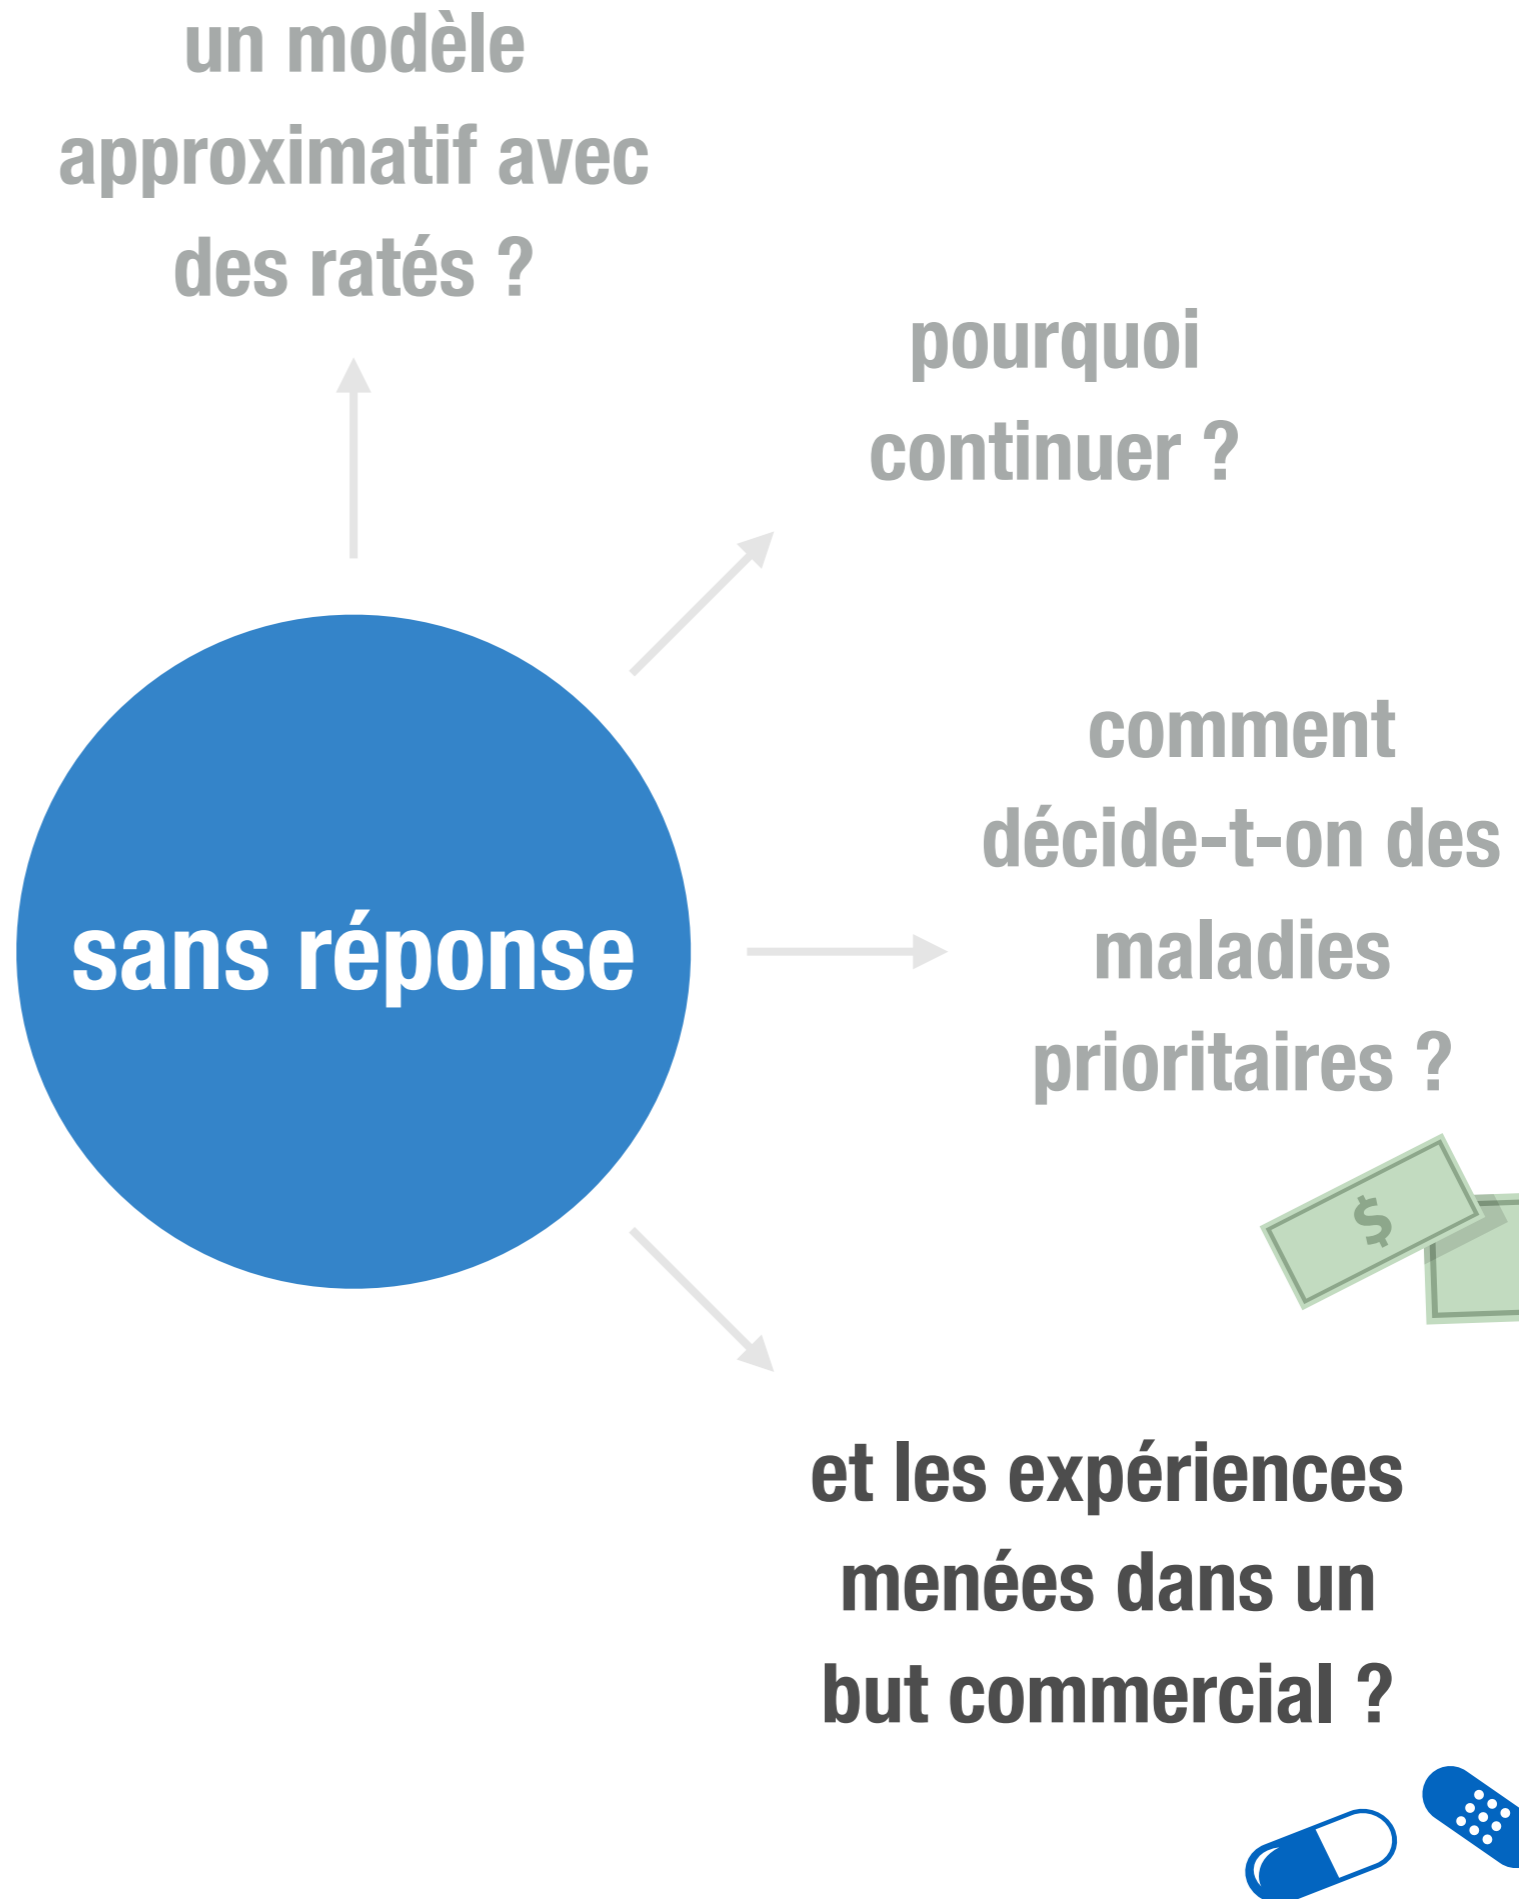 un modèle
approximatif avec
des ratés ?
pourquoi
continuer ?
comment
décide-t-on des
maladies
prioritaires ?
sans réponse
$
et les expériences
menées dans un
but commercial ?